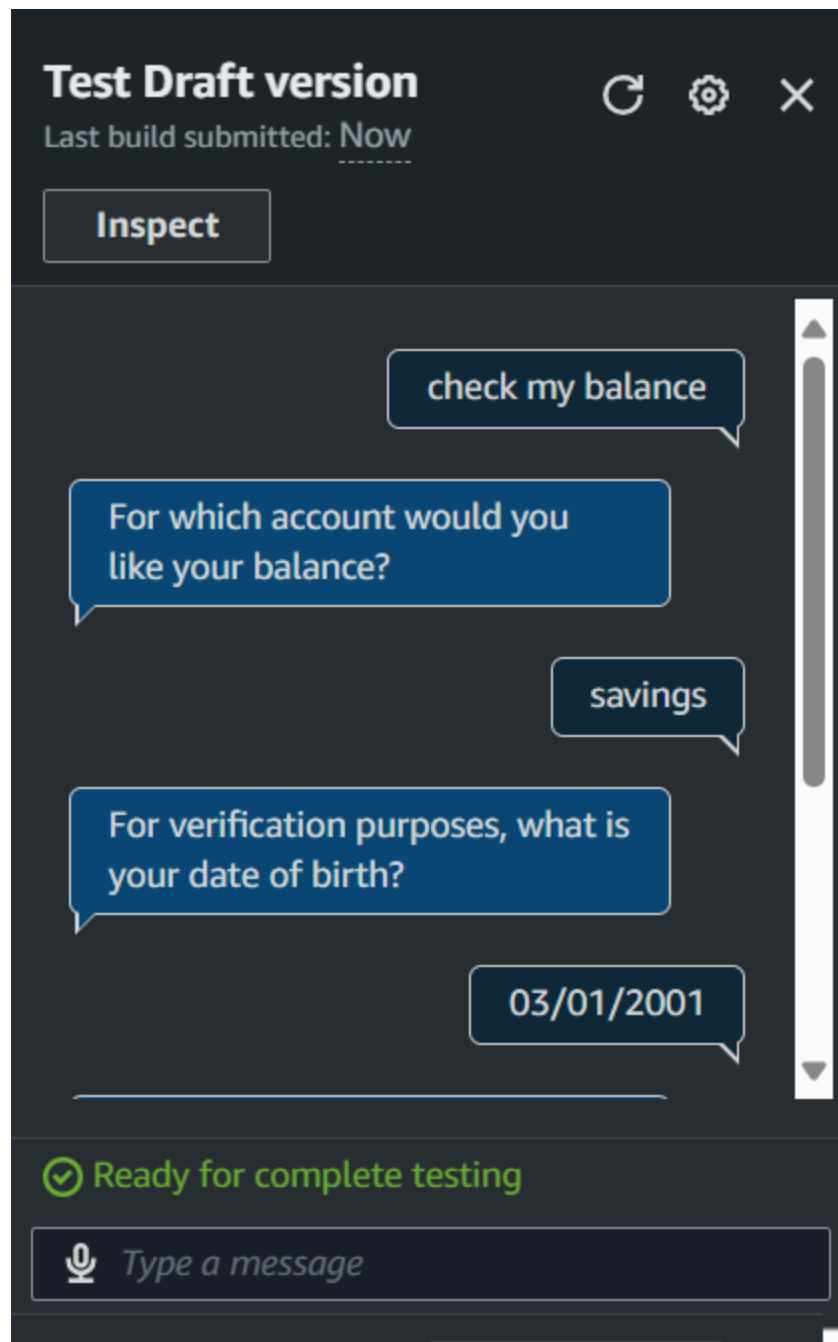 Test Draft version
Last build submitted: Now
Inspect
check my balance
For which account would you
like your balance?
savings
For verification purposes, what is
your date of birth?
03/01/2001
Ready for complete testing
Type a message